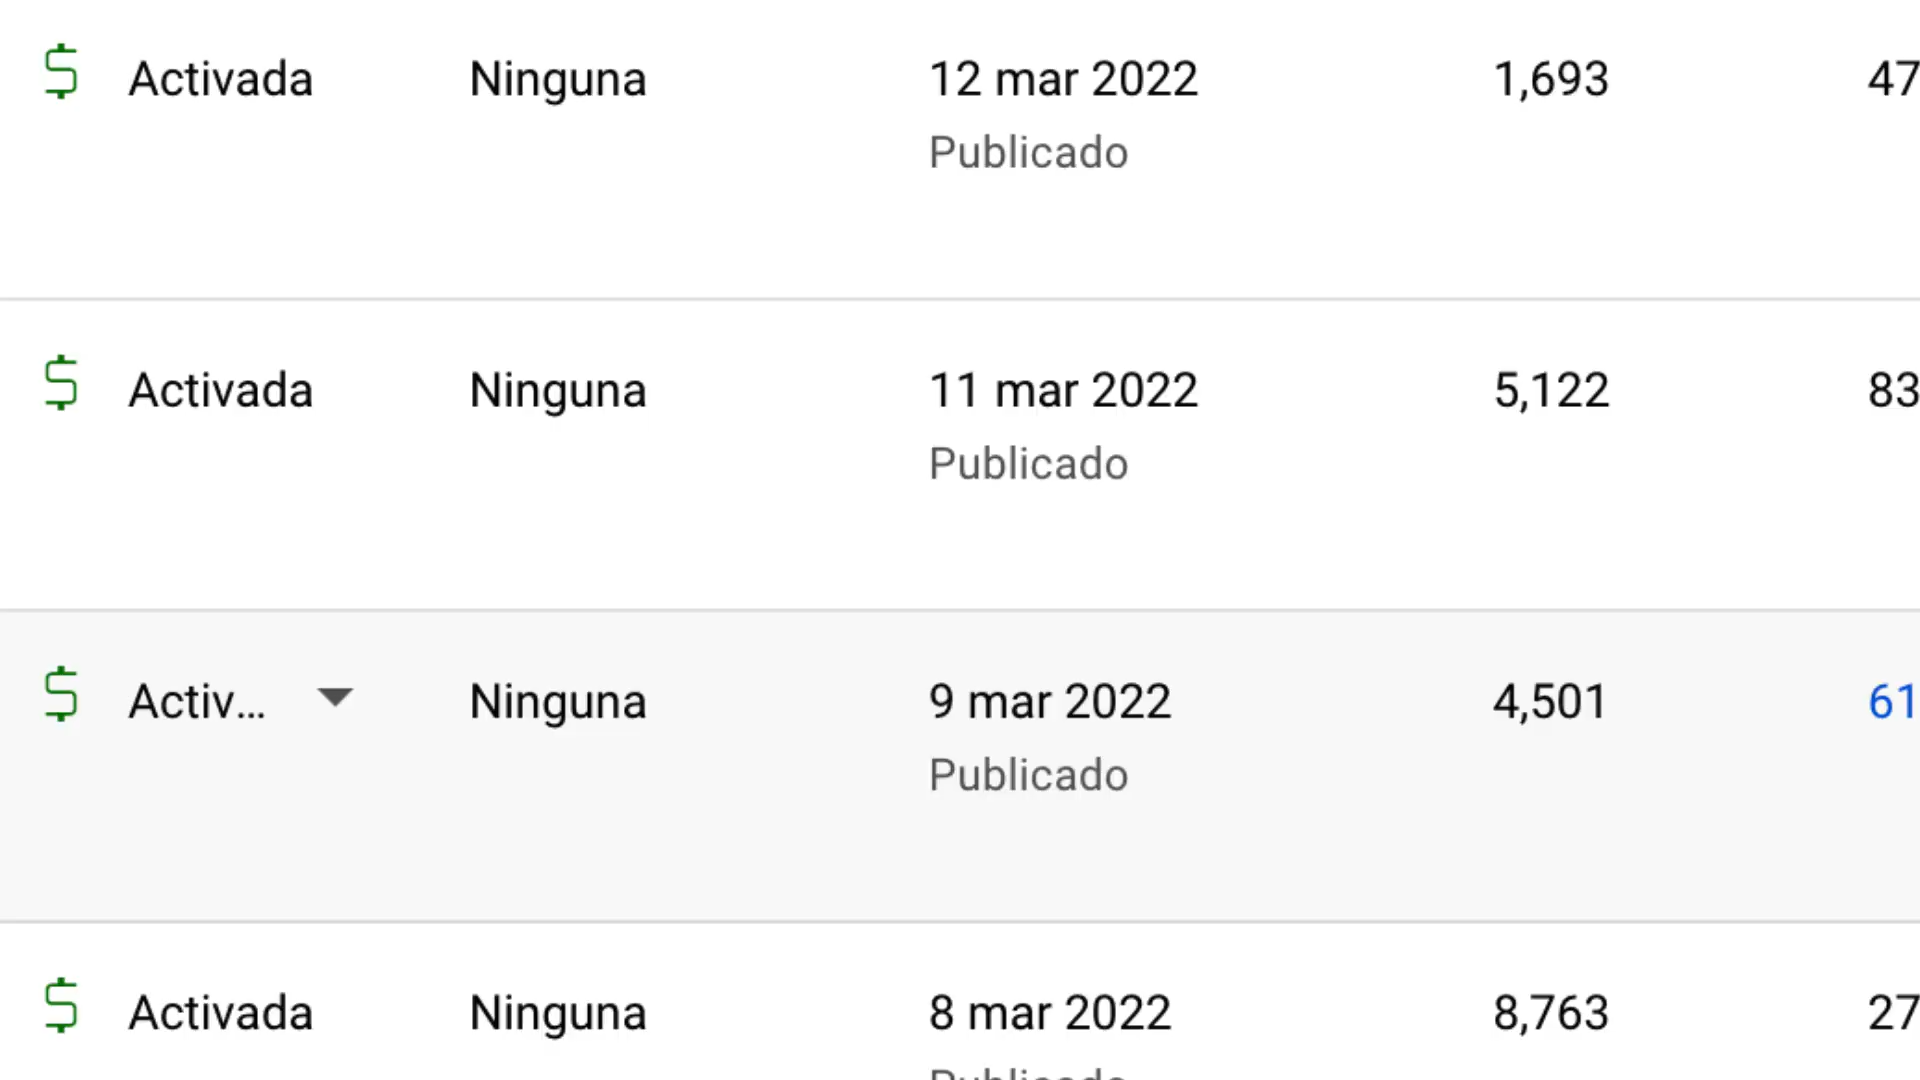 $ Activada Ninguna 12 mar 2022 1,693 47
Publicado
$ Activada Ninguna 11 mar 2022 5,122 83
Publicado
$ Activ... Ninguna 9 mar 2022 4,501 61
Publicado
$ Activada Ninguna 8 mar 2022 8,763 27
Publicado